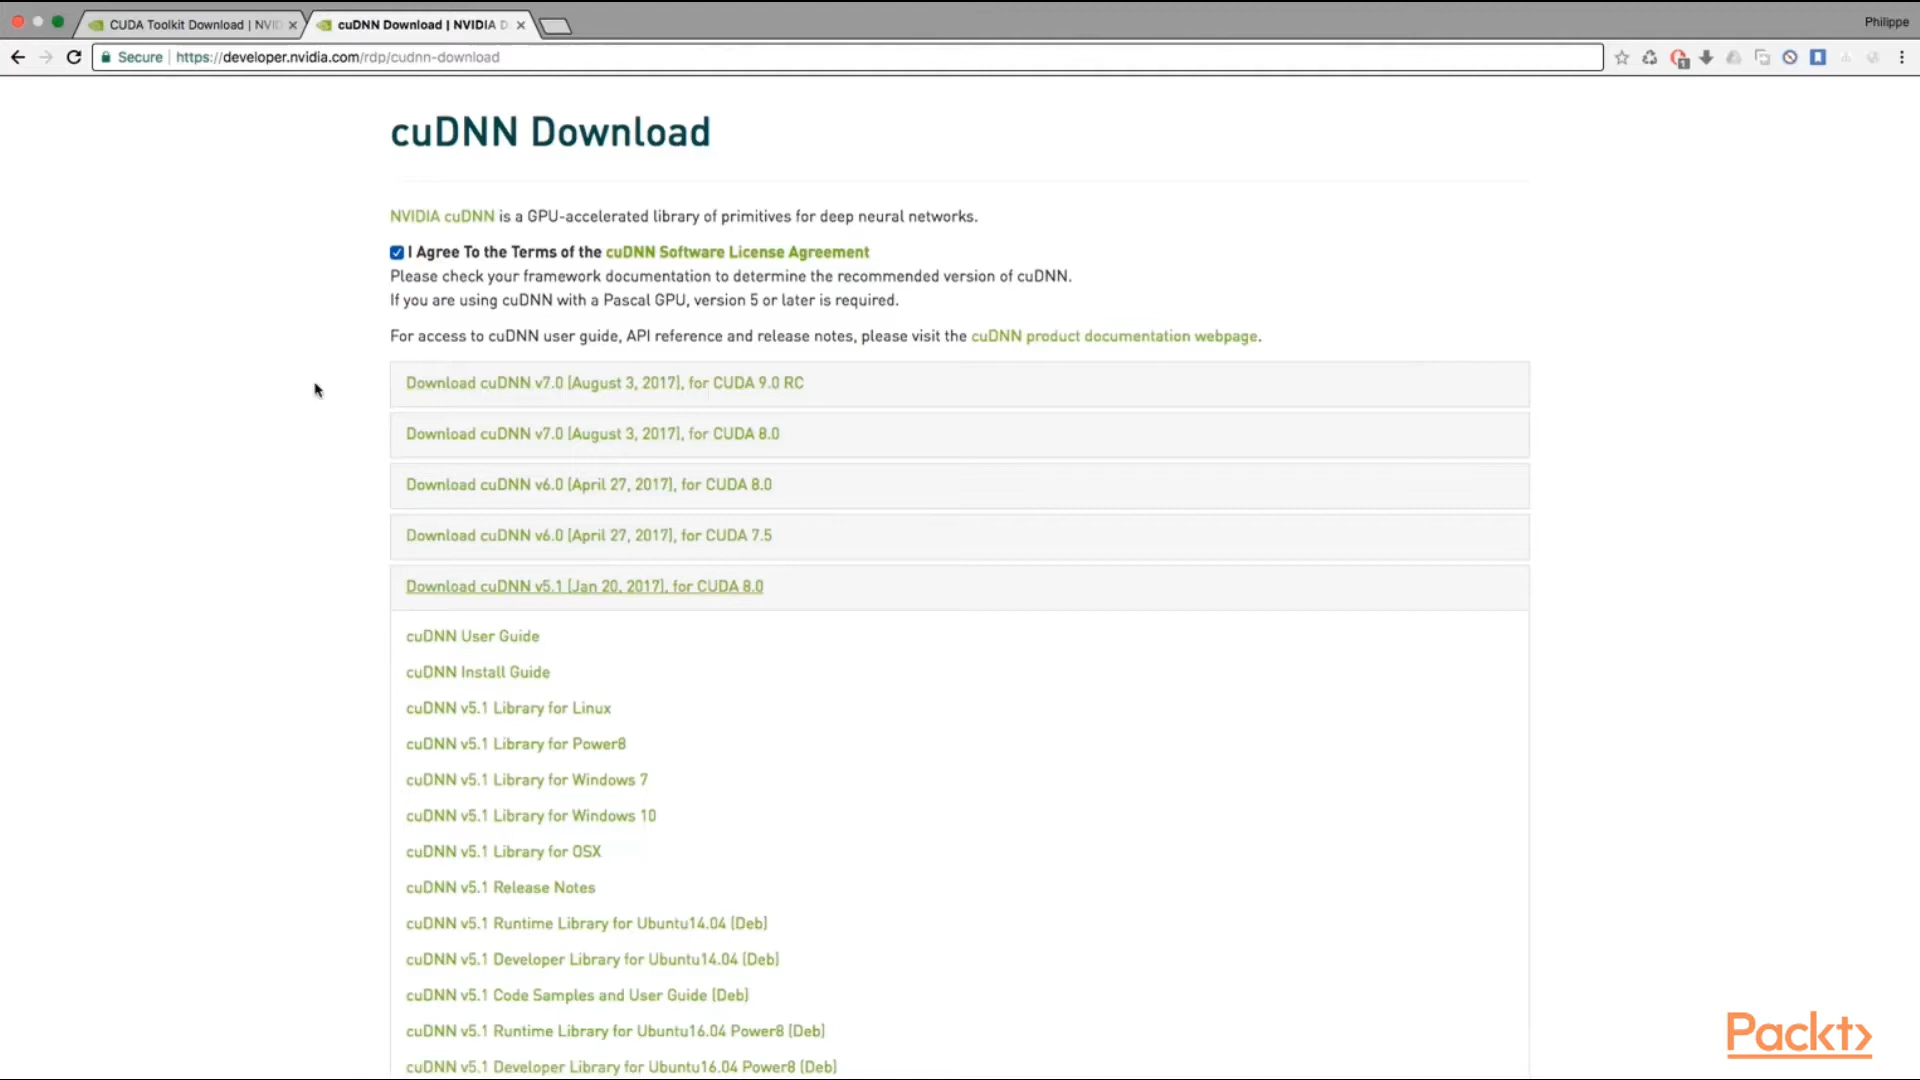 CUDA Toolkit Download | NVID
cuDNN Download | NVIDIA D
Philippe
Secure
https://developer.nvidia.com/rdp/cudnn-download
1
cuDNN Download
NVIDIA cuDNN is a GPU-accelerated library of primitives for deep neural networks.
I Agree To the Terms of the cuDNN Software License Agreement
Please check your framework documentation to determine the recommended version of cuDNN.
If you are using cuDNN with a Pascal GPU, version 5 or later is required.
For access to cuDNN user guide, API reference and release notes, please visit the cuDNN product documentation webpage.
Download cuDNN v7.0 [August 3, 2017], for CUDA 9.0 RC
Download cuDNN v7.0 [August 3, 2017], for CUDA 8.0
Download cuDNN v6.0 [April 27, 2017], for CUDA 8.0
Download cuDNN v6.0 [April 27, 2017], for CUDA 7.5
Download cuDNN v5.1 [Jan 20, 2017], for CUDA 8.0
cuDNN User Guide
cuDNN Install Guide
cuDNN v5.1 Library for Linux
cuDNN v5.1 Library for Power8
cuDNN v5.1 Library for Windows 7
cuDNN v5.1 Library for Windows 10
cuDNN v5.1 Library for OSX
cuDNN v5.1 Release Notes
cuDNN v5.1 Runtime Library for Ubuntu14.04 [Deb]
cuDNN v5.1 Developer Library for Ubuntu14.04 [Deb]
cuDNN v5.1 Code Samples and User Guide [Deb]
cuDNN v5.1 Runtime Library for Ubuntu16.04 Power8 [Deb]
cuDNN v5.1 Developer Library for Ubuntu16.04 Power8 [Deb]
Packt>